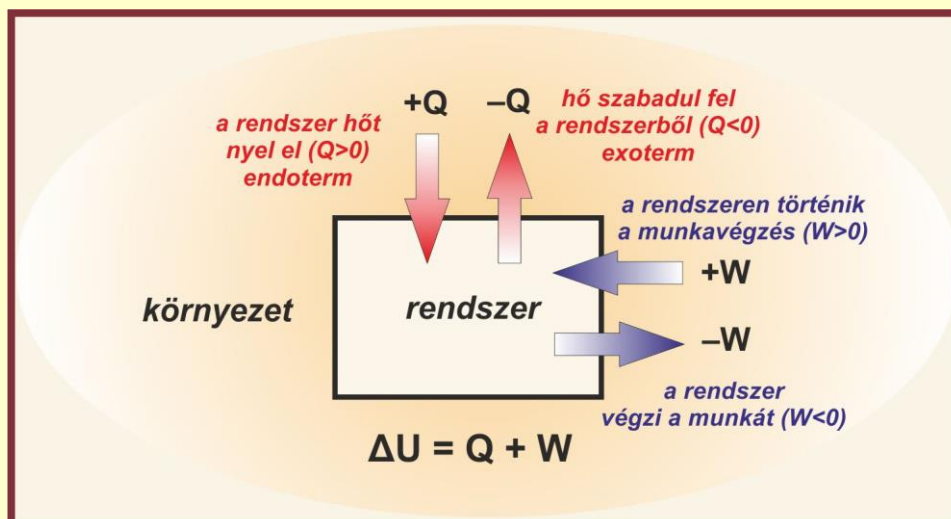 +Q
–Q
a rendszer hőt
nyel el (Q>0)
endoterm
hő szabadul fel
a rendszerből (Q<0)
exoterm
a rendszeren történik
a munkavégzés (W>0)
+W
környezet
rendszer
–W
a rendszer
végzi a munkát (W<0)
ΔU = Q + W